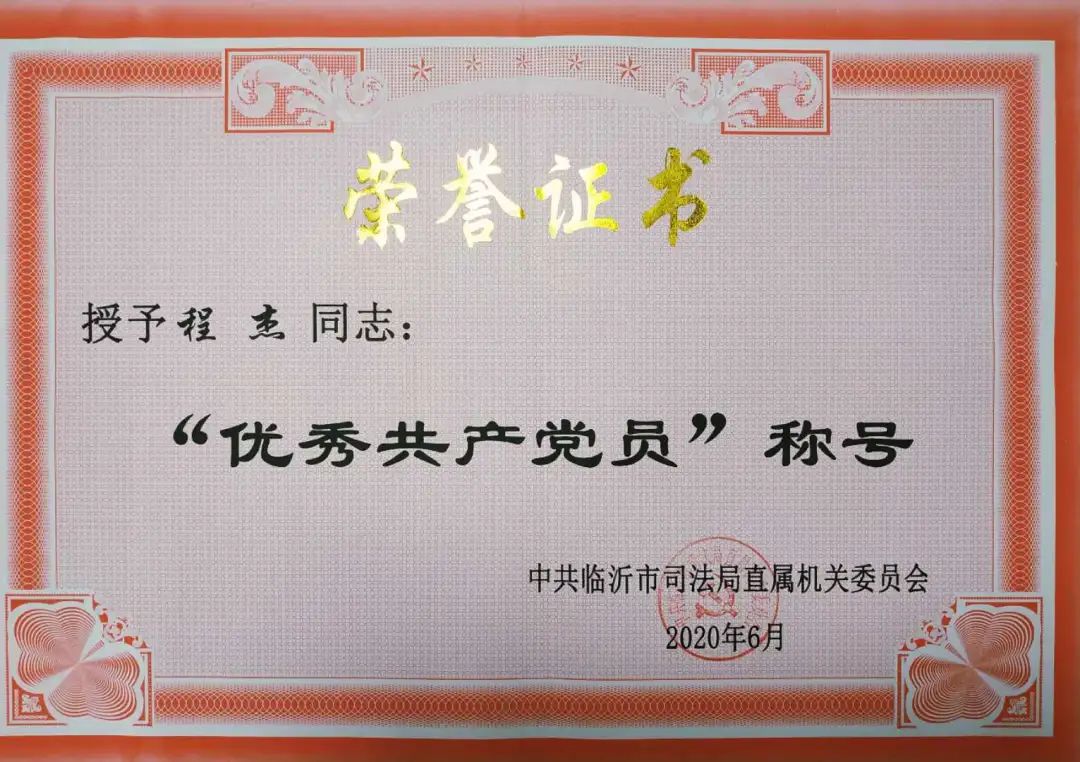 荣誉证书
授予程 杰 同志：
“优秀共产党员”称号
中共临沂市司法局直属机关委员会
2020年6月